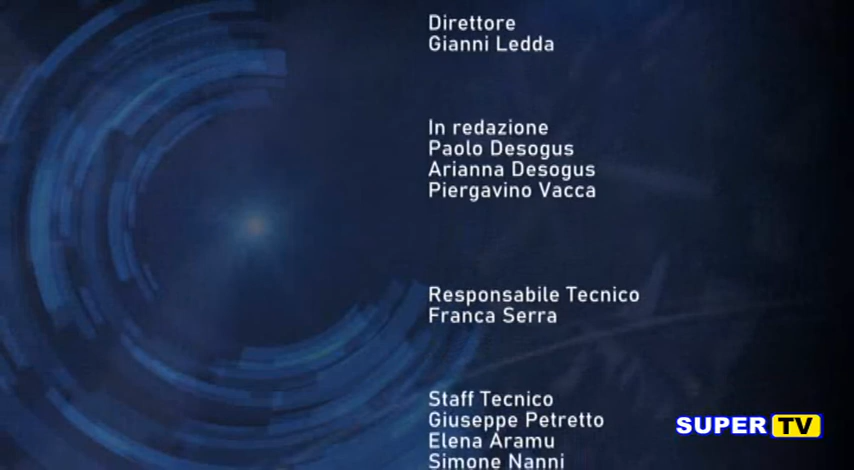 Direttore
Gianni Ledda
In redazione
Paolo Desogus
Arianna Desogus
Piergavino Vacca
Responsabile Tecnico
Franca Serra
Staff Tecnico
Giuseppe Petretto
Elena Aramu
Simone Nanni
SUPER TV